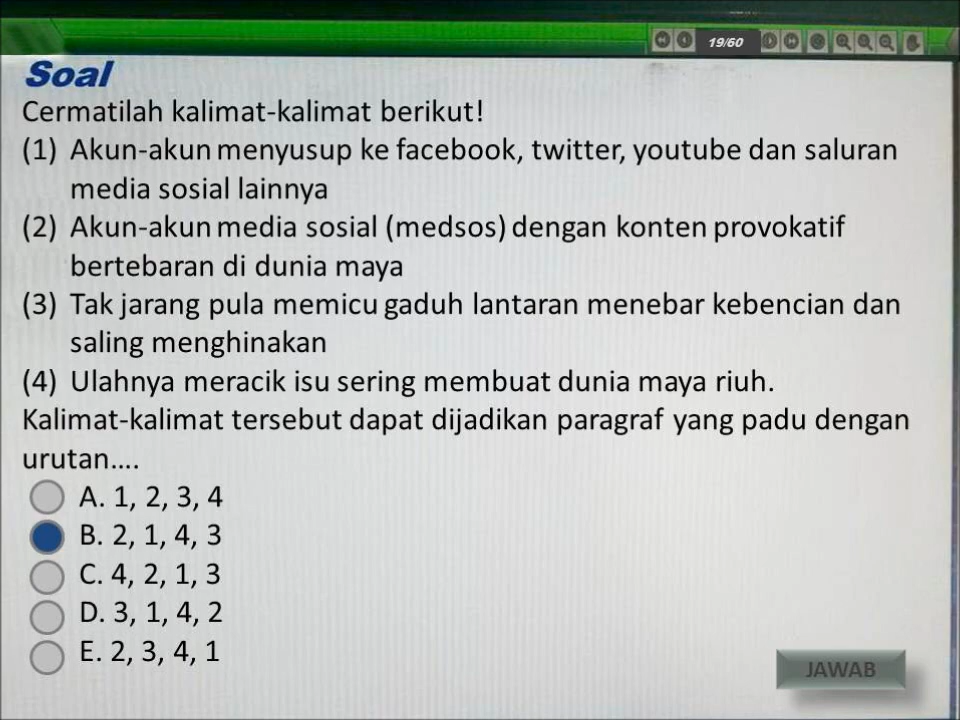 19/60
Soal
Cermatilah kalimat-kalimat berikut!
(1) Akun-akun menyusup ke facebook, twitter, youtube dan saluran
media sosial lainnya
(2) Akun-akun media sosial (medsos) dengan konten provokatif
bertebaran di dunia maya
(3) Tak jarang pula memicu gaduh lantaran menebar kebencian dan
saling menghinakan
(4) Ulahnya meracik isu sering membuat dunia maya riuh.
Kalimat-kalimat tersebut dapat dijadikan paragraf yang padu dengan
urutan....
A. 1, 2, 3, 4
B. 2, 1, 4, 3
C. 4, 2, 1, 3
D. 3, 1, 4, 2
E. 2, 3, 4, 1
JAWAB